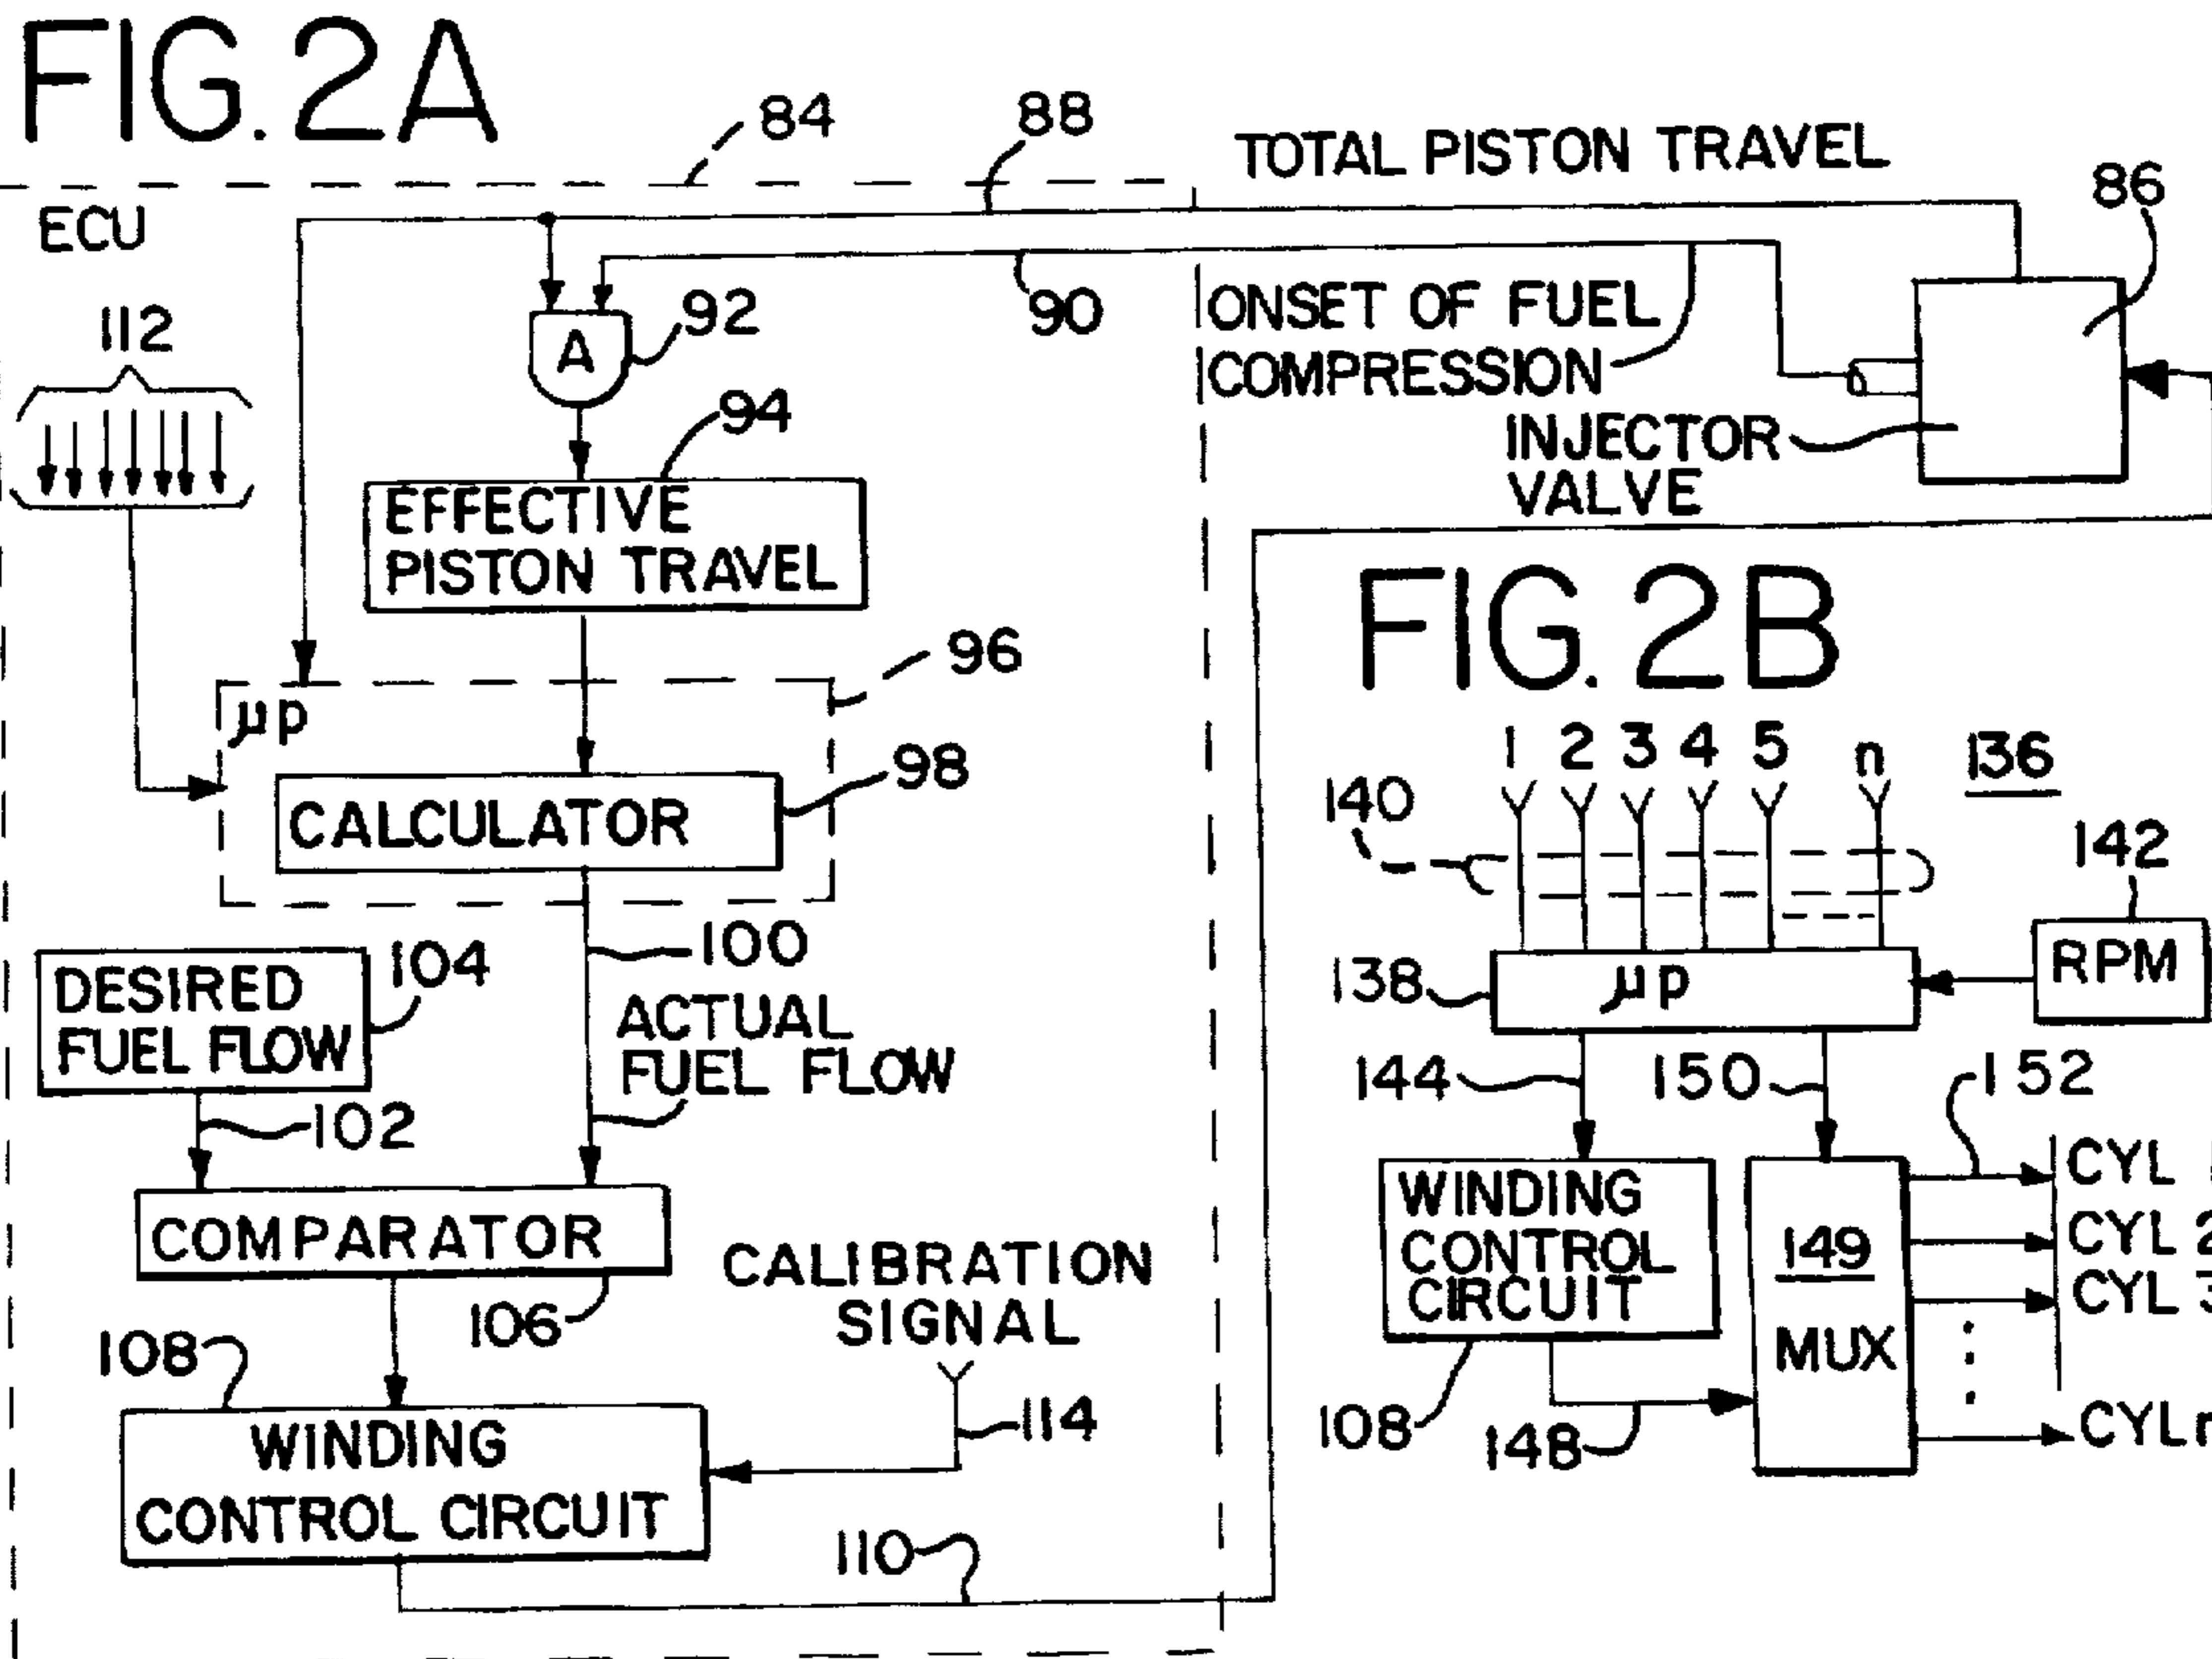 FIG. 2A
84
88
TOTAL PISTON TRAVEL
86
ECU
112
92
90
ONSET OF FUEL
COMPRESSION
A
94
INJECTOR
VALVE
EFFECTIVE
PISTON TRAVEL
96
μp
98
CALCULATOR
100
104
DESIRED
FUEL FLOW
ACTUAL
FUEL FLOW
102
COMPARATOR
106
CALIBRATION
SIGNAL
108
114
WINDING
CONTROL CIRCUIT
110
FIG. 2B
1 2 3 4 5 n
136
140
142
RPM
138
μp
144
150
152
WINDING
CONTROL
CIRCUIT
149
MUX
CYL
CYL 2
CYL 3
CYL n
108
148